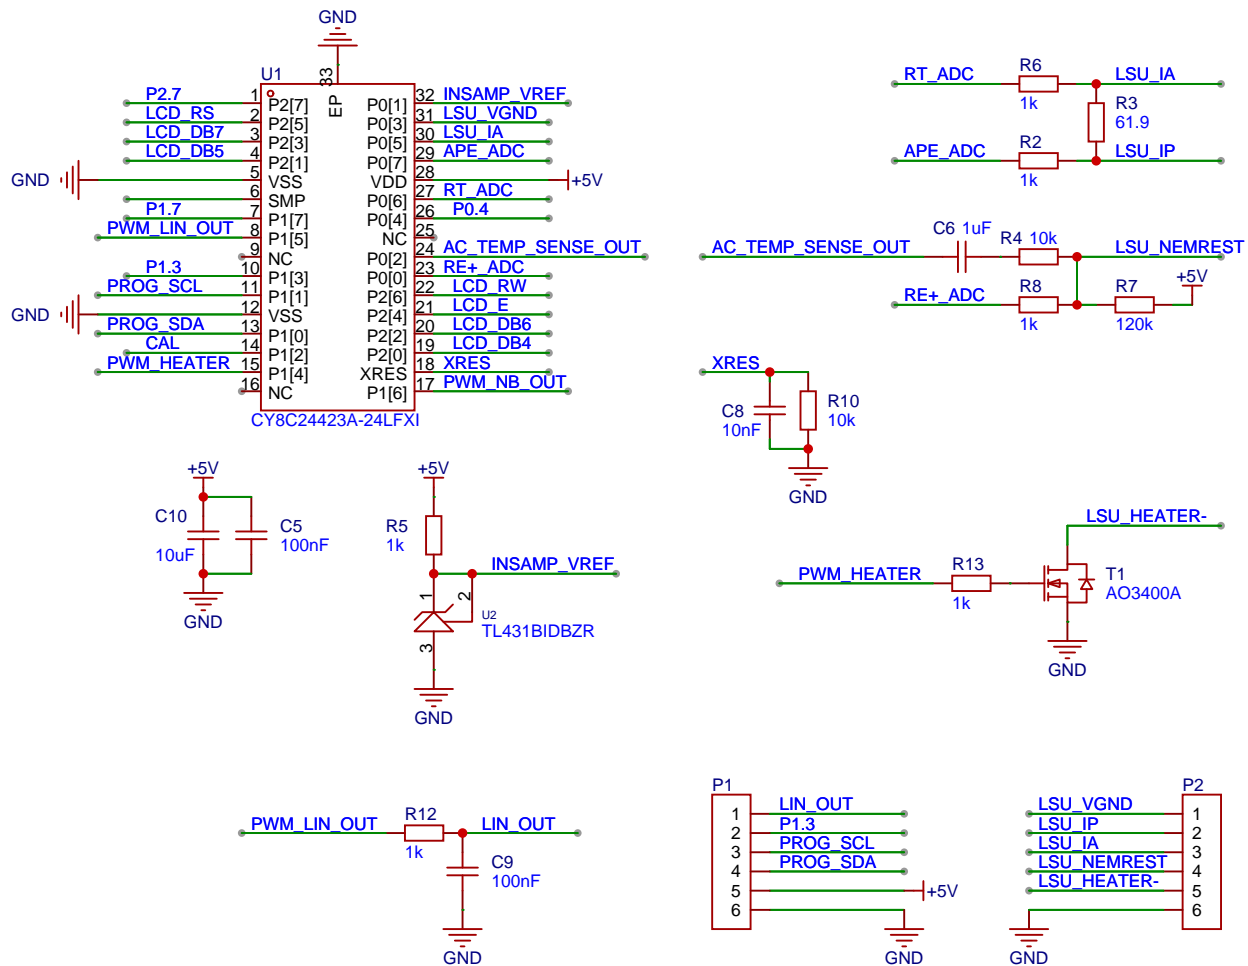 GND
U1
33
EP
P2.7 1 P2[7] P0[1] 32 INSAMP_VREF
LCD_RS 2 P2[5] P0[3] 31 LSU_VGND
LCD_DB7 3 P2[3] P0[5] 30 LSU_IA
LCD_DB5 4 P2[1] P0[7] 29 APE_ADC
GND 5 VSS VDD 28 +5V
6 SMP P0[6] 27 RT_ADC
P1.7 7 P1[7] P0[4] 26 P0.4
PWM_LIN_OUT 8 P1[5] NC 25
9 NC P0[2] 24 AC_TEMP_SENSE_OUT
P1.3 10 P1[3] P0[0] 23 RE+_ADC
PROG_SCL 11 P1[1] P2[6] 22 LCD_RW
GND 12 VSS P2[4] 21 LCD_E
PROG_SDA 13 P1[0] P2[2] 20 LCD_DB6
CAL 14 P1[2] P2[0] 19 LCD_DB4
PWM_HEATER 15 P1[4] XRES 18 XRES
16 NC P1[6] 17 PWM_NB_OUT
CY8C24423A-24LFXI
RT_ADC R6 1k LSU_IA
R3
61.9
APE_ADC R2 1k LSU_IP
AC_TEMP_SENSE_OUT C6 1uF R4 10k LSU_NEMREST
RE+_ADC R8 1k R7 120k +5V
XRES
C8
10nF
R10
10k
GND
+5V
C10
10uF
C5
100nF
GND
+5V
R5
1k
INSAMP_VREF
1
2
3
U2
TL431BIDBZR
GND
LSU_HEATER-
PWM_HEATER R13 1k
T1
AO3400A
GND
PWM_LIN_OUT R12 1k LIN_OUT
C9
100nF
GND
P1
1 LIN_OUT
2 P1.3
3 PROG_SCL
4 PROG_SDA
5 +5V
6
GND
P2
LSU_VGND 1
LSU_IP 2
LSU_IA 3
LSU_NEMREST 4
LSU_HEATER- 5
6
GND